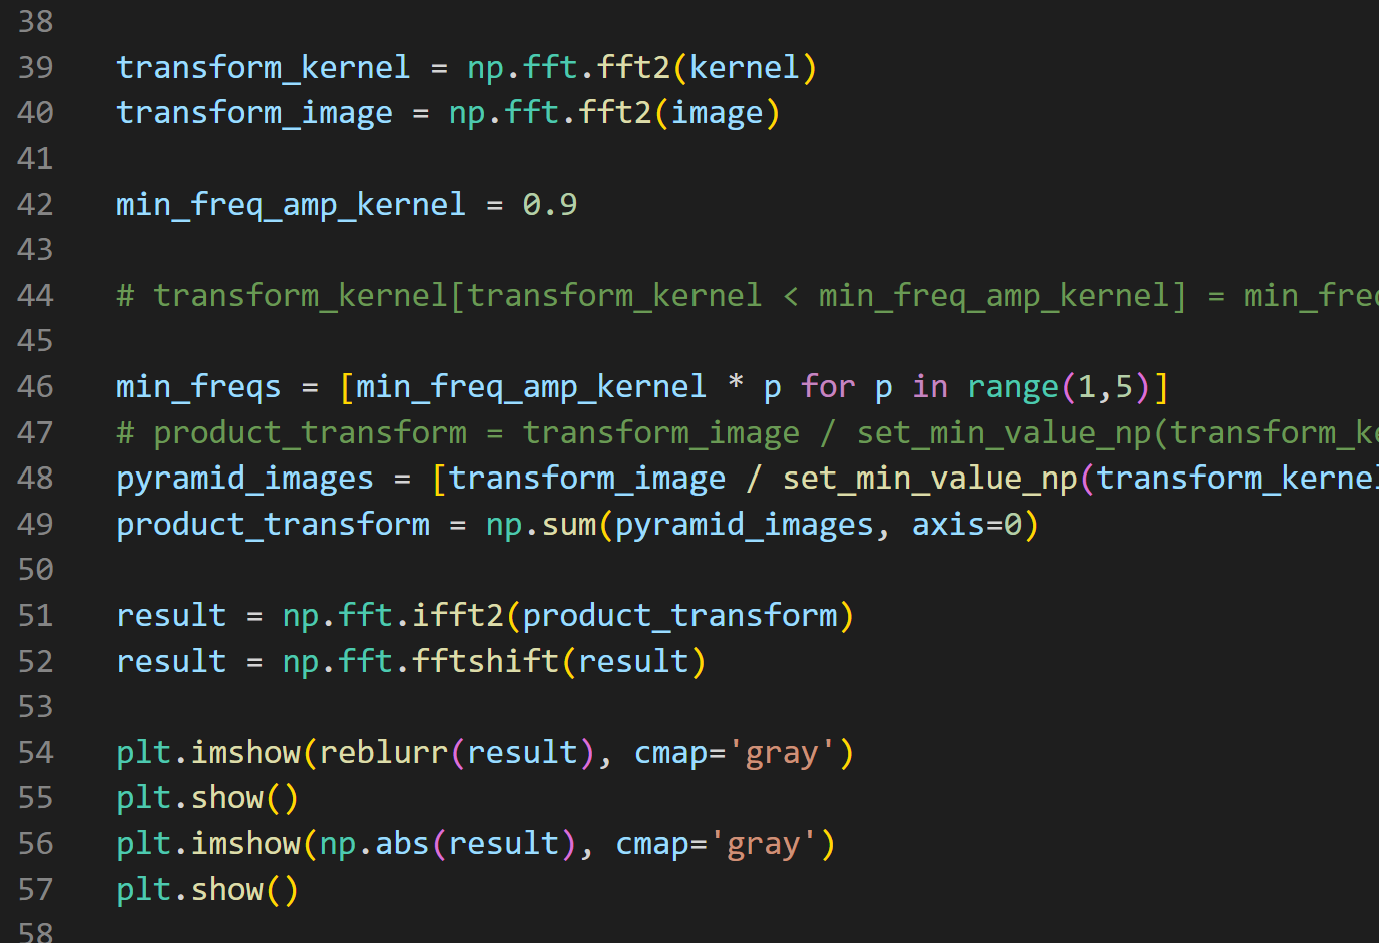 38
39 transform_kernel = np.fft.fft2(kernel)
40 transform_image = np.fft.fft2(image)
41
42 min_freq_amp_kernel = 0.9
43
44 # transform_kernel[transform_kernel < min_freq_amp_kernel] = min_freq
45
46 min_freqs = [min_freq_amp_kernel * p for p in range(1,5)]
47 # product_transform = transform_image / set_min_value_np(transform_ke
48 pyramid_images = [transform_image / set_min_value_np(transform_kernel
49 product_transform = np.sum(pyramid_images, axis=0)
50
51 result = np.fft.ifft2(product_transform)
52 result = np.fft.fftshift(result)
53
54 plt.imshow(reblurr(result), cmap='gray')
55 plt.show()
56 plt.imshow(np.abs(result), cmap='gray')
57 plt.show()
58